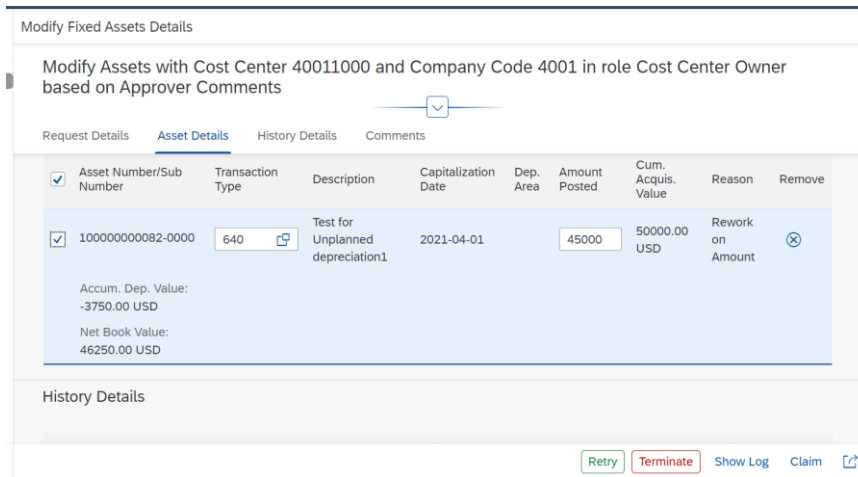 Modify Fixed Assets Details
Modify Assets with Cost Center 40011000 and Company Code 4001 in role Cost Center Owner
based on Approver Comments
Request Details Asset Details History Details Comments
Asset Number/Sub Number Transaction Type Description Capitalization Date Dep. Area Amount Posted Cum. Acquis. Value Reason Remove
100000000082-0000 640 Test for Unplanned depreciation1 2021-04-01 45000 50000.00 USD Rework on Amount
Accum. Dep. Value:
-3750.00 USD
Net Book Value:
46250.00 USD
History Details
Retry Terminate Show Log Claim